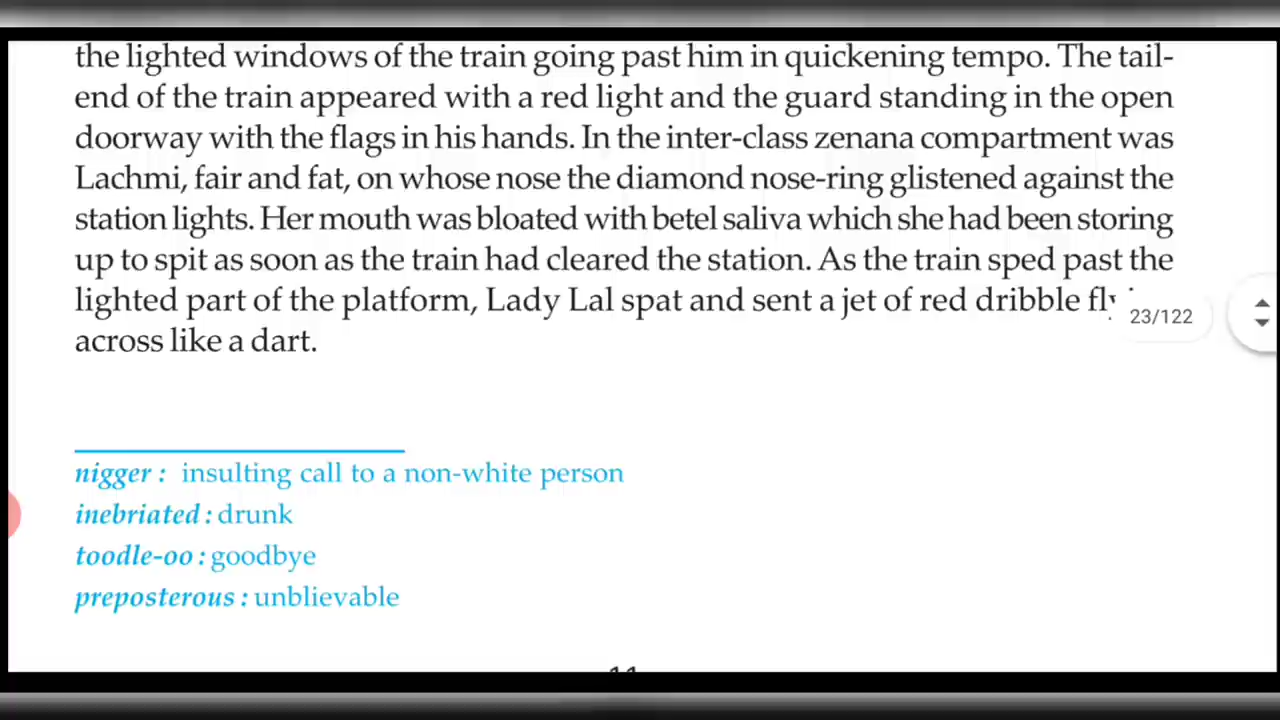 the lighted windows of the train going past him in quickening tempo. The tail-
end of the train appeared with a red light and the guard standing in the open
doorway with the flags in his hands. In the inter-class zenana compartment was
Lachmi, fair and fat, on whose nose the diamond nose-ring glistened against the
station lights. Her mouth was bloated with betel saliva which she had been storing
up to spit as soon as the train had cleared the station. As the train sped past the
lighted part of the platform, Lady Lal spat and sent a jet of red dribble
23/122
across like a dart.
nigger : insulting call to a non-white person
inebriated : drunk
toodle-oo : goodbye
preposterous : unblievable